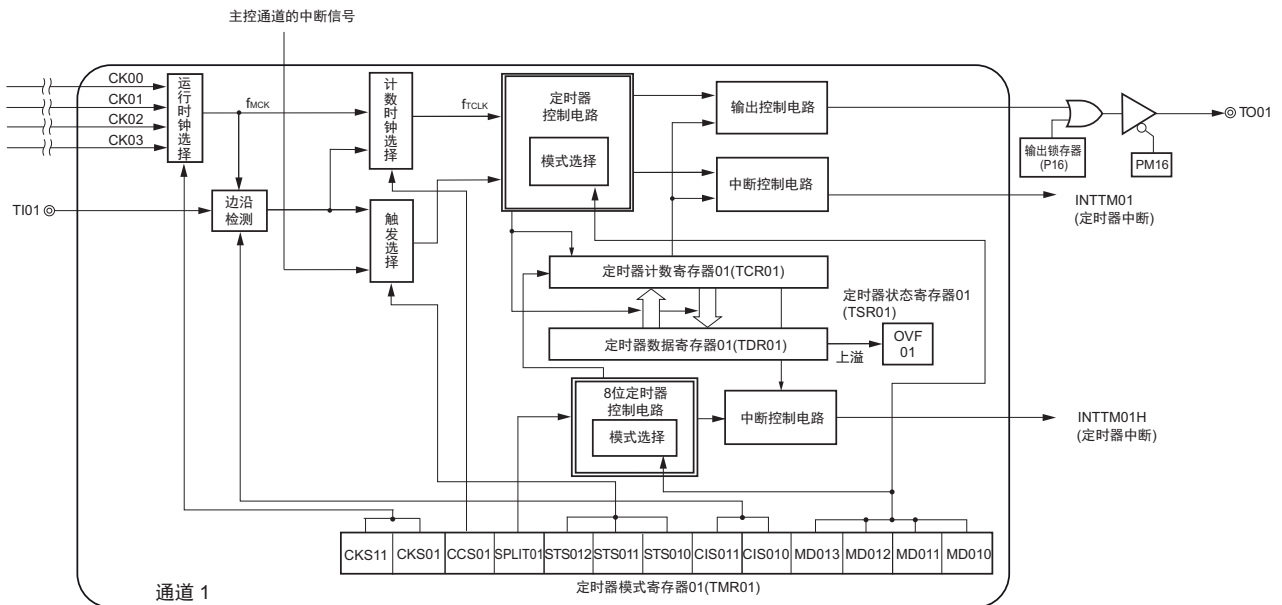 主控通道的中断信号
CK00
CK01
CK02
CK03
运行时钟选择
fMCK
计数时钟选择
fTCLK
定时器
控制电路
模式选择
输出控制电路
输出锁存器
(P16)
PM16
TO01
TI01
边沿
检测
触发选择
中断控制电路
INTTM01
(定时器中断)
定时器计数寄存器01(TCR01)
定时器状态寄存器01
(TSR01)
定时器数据寄存器01(TDR01)
上溢
OVF
01
8位定时器
控制电路
模式选择
中断控制电路
INTTM01H
(定时器中断)
CKS11 CKS01 CCS01 SPLIT01 STS012 STS011 STS010 CIS011 CIS010 MD013 MD012 MD011 MD010
定时器模式寄存器01(TMR01)
通道 1